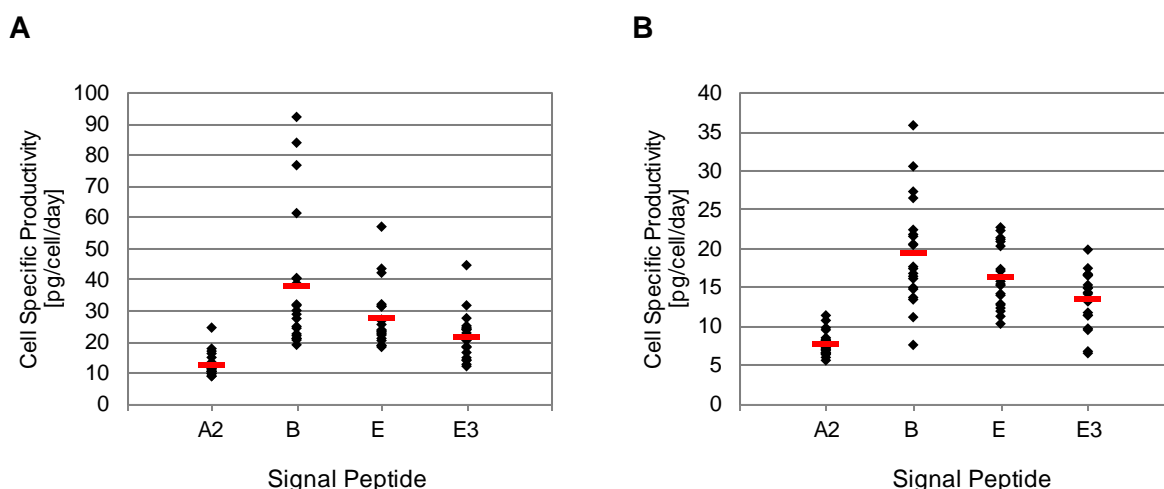 A
Cell Specific Productivity
[pg/cell/day]
100
90
80
70
60
50
40
30
20
10
0
A2 B E E3
Signal Peptide
B
Cell Specific Productivity
[pg/cell/day]
40
35
30
25
20
15
10
5
0
A2 B E E3
Signal Peptide